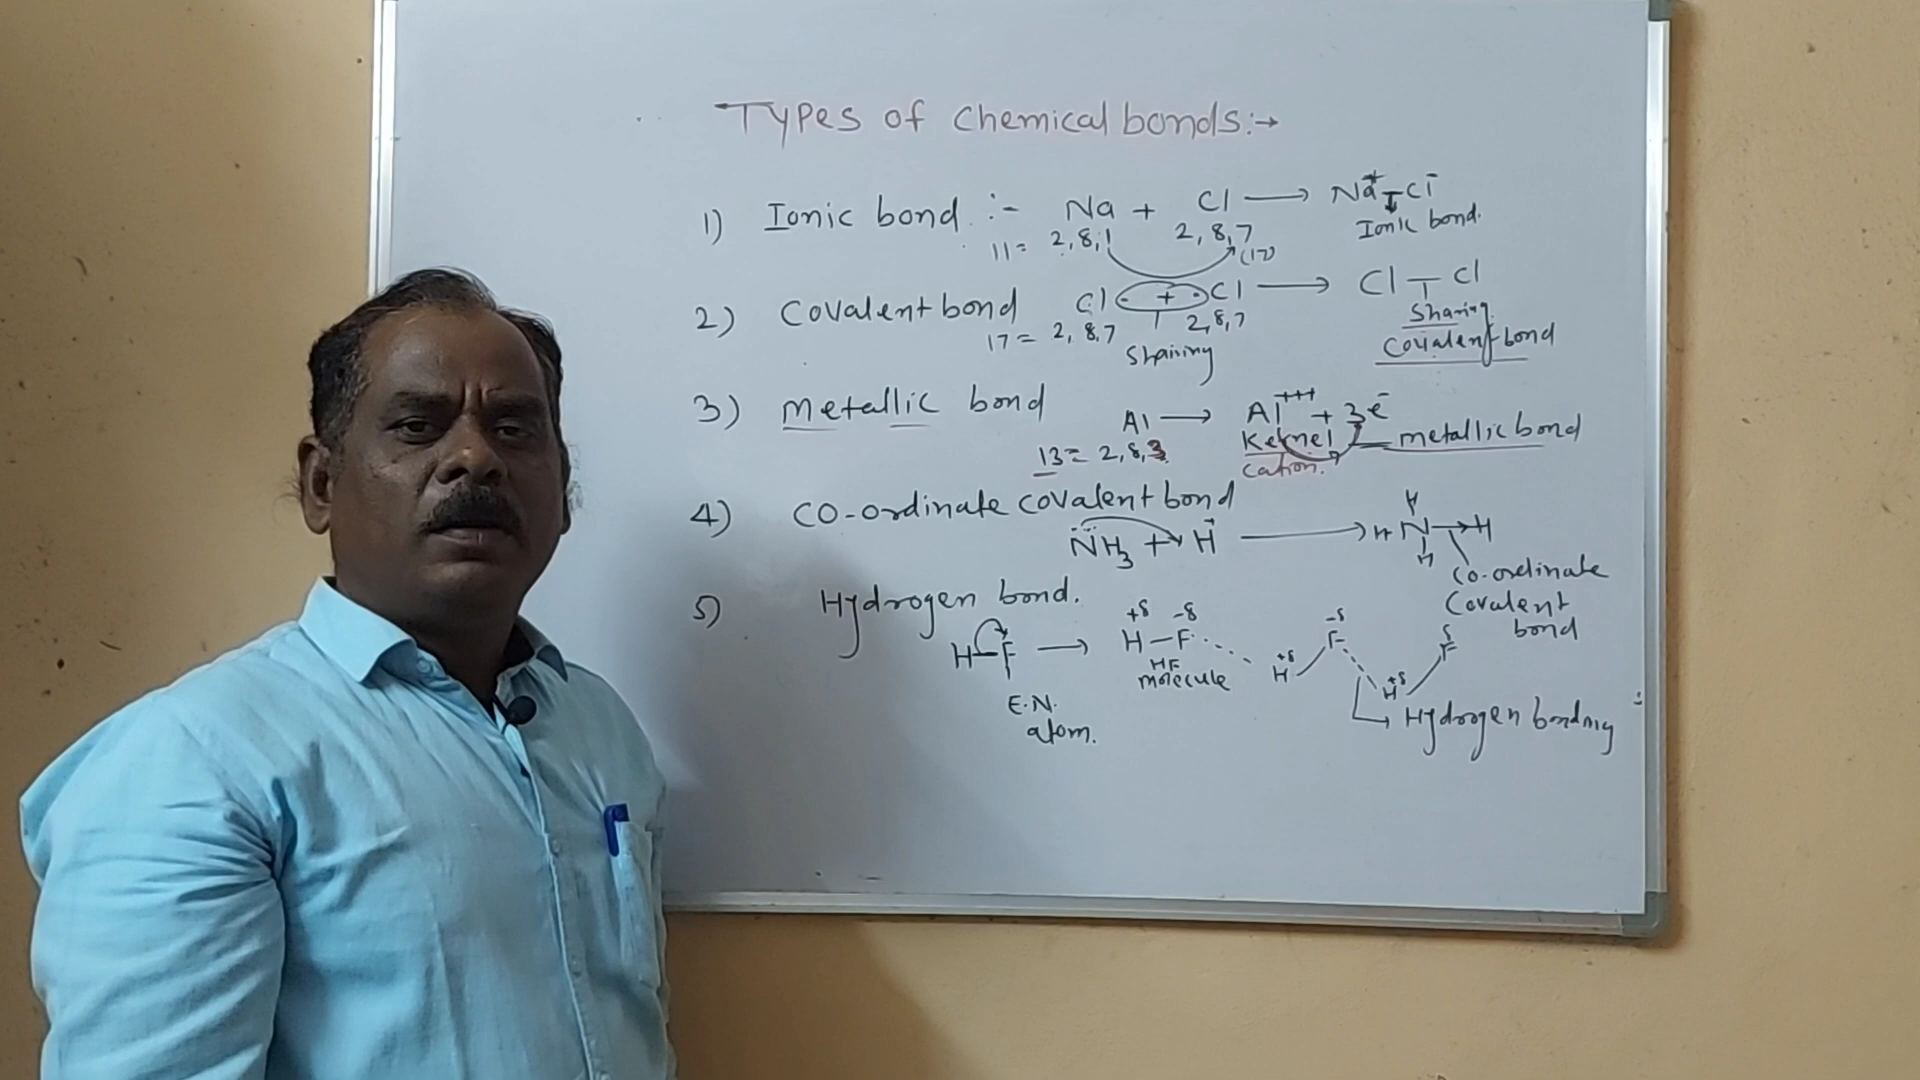 Types of chemical bonds:→
1) Ionic bond :- Na + Cl → Na⁺-Cl⁻
11= 2,8,1 2,8,7 (17) Ionic bond.
2) Covalent bond Cl· + ·Cl → Cl — Cl
17= 2,8,7 2,8,7 Sharing
Sharing Covalent bond
3) Metallic bond Al → Al⁺⁺⁺ + 3e⁻
13= 2,8,3 Kernel — metallic bond
cation.
4) CO-ordinate covalent bond
NH₃ + H⁺ → H N → H
H H
Co-ordinate
Covalent
bond
5) Hydrogen bond.
H–F → H–F H F H F
+δ -δ +δ -δ +δ δ
HF
molecule
E.N.
atom.
Hydrogen bonding